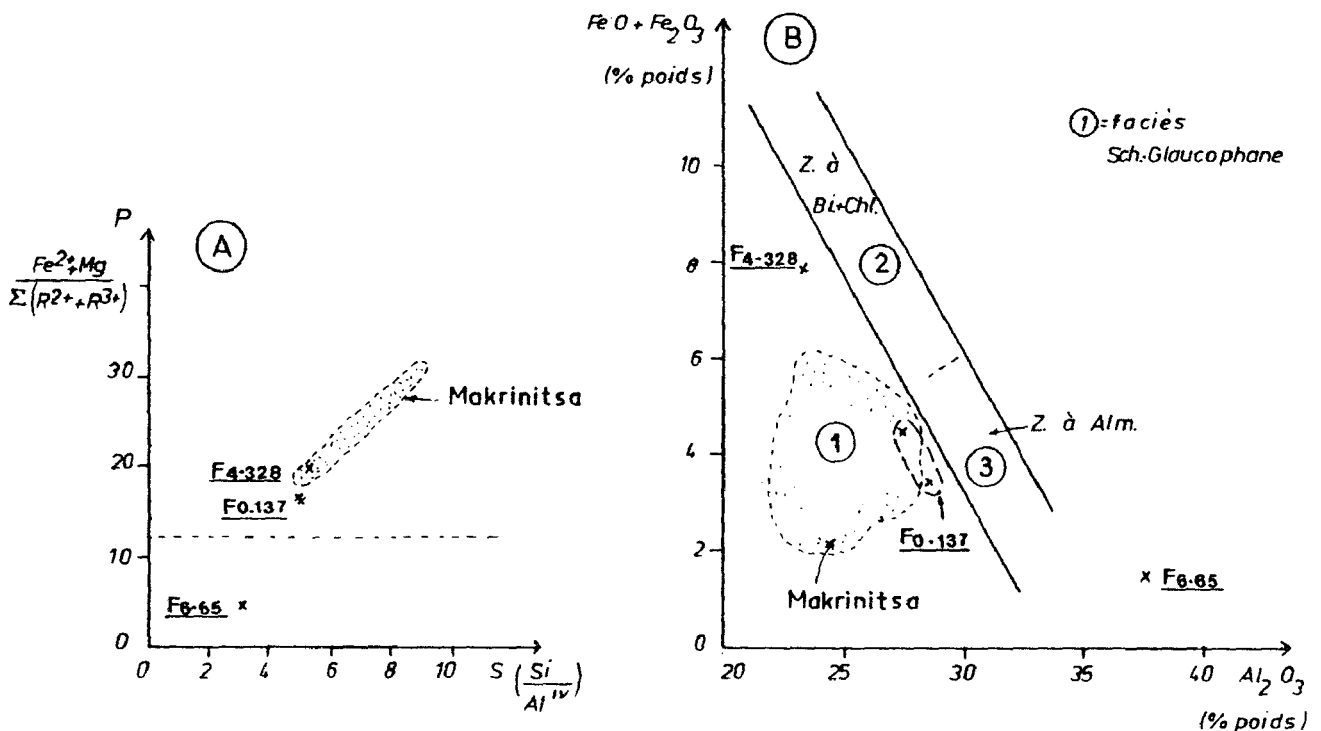 A
P
Fe2++Mg
Σ(R2++R3+)
30
20
10
0
Makrinitsa
F4-328
F0.137
F6-65
0
2
4
6
8
10
S (Si/AlIV)
B
FeO + Fe2O3
(% poids)
1 = faciès
Sch.Glaucophane
10
8
6
4
2
0
Z. à
Bi+Chl.
2
F4-328
1
Z. à Alm.
3
F0.137
Makrinitsa
F6-65
20
25
30
35
40
Al2O3
(% poids)